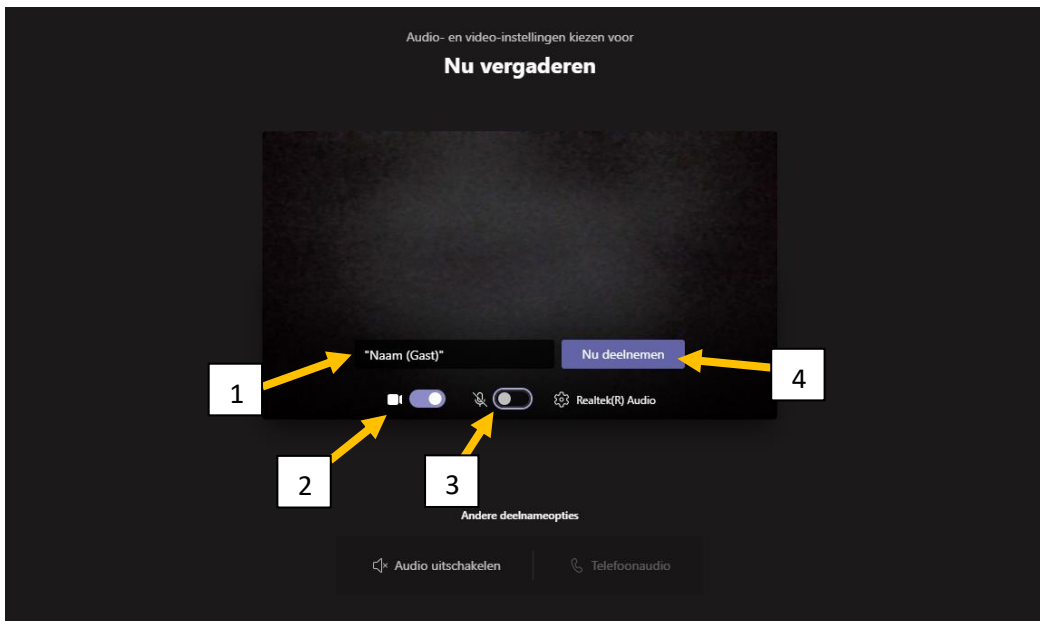 Audio- en video-instellingen kiezen voor
Nu vergaderen
"Naam (Gast)"
Nu deelnemen
1
4
Realtek(R) Audio
2
3
Andere deelnameopties
Audio uitschakelen
Telefoonaudio